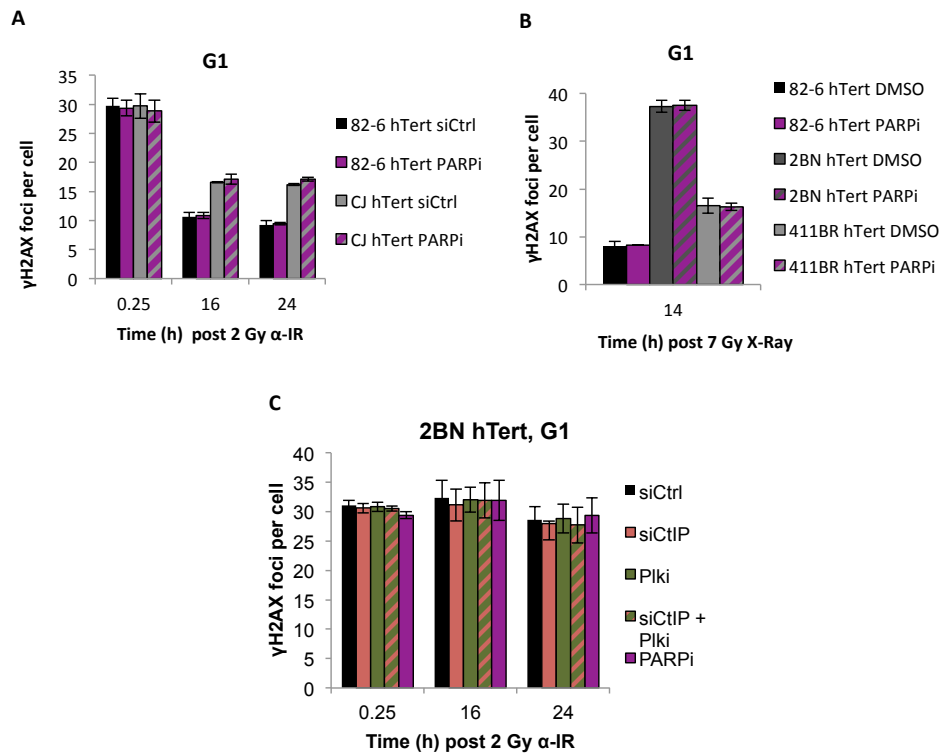 A
G1
γH2AX foci per cell
35
30
25
20
15
10
5
0
0.25 16 24
Time (h) post 2 Gy α-IR
82-6 hTert siCtrl
82-6 hTert PARPi
CJ hTert siCtrl
CJ hTert PARPi
B
G1
γH2AX foci per cell
40
30
20
10
0
14
Time (h) post 7 Gy X-Ray
82-6 hTert DMSO
82-6 hTert PARPi
2BN hTert DMSO
2BN hTert PARPi
411BR hTert DMSO
411BR hTert PARPi
C
2BN hTert, G1
γH2AX foci per cell
40
35
30
25
20
15
10
5
0
0.25 16 24
Time (h) post 2 Gy α-IR
siCtrl
siCtIP
Plki
siCtIP +
Plki
PARPi